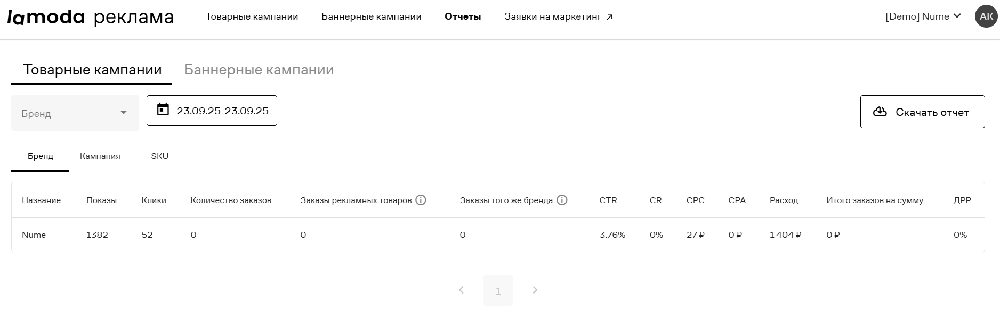 lamoda реклама Товарные кампании Баннерные кампании Отчеты Заявки на маркетинг [Demo] Nume AK
Товарные кампании Баннерные кампании
Бренд 23.09.25-23.09.25 Скачать отчет
Бренд Кампания SKU
Название Показы Клики Количество заказов Заказы рекламных товаров Заказы того же бренда CTR CR CPC CPA Расход Итого заказов на сумму ДРР
Nume 1382 52 0 0 0 3.76% 0% 27 ₽ 0 ₽ 1 404 ₽ 0 ₽ 0%
1